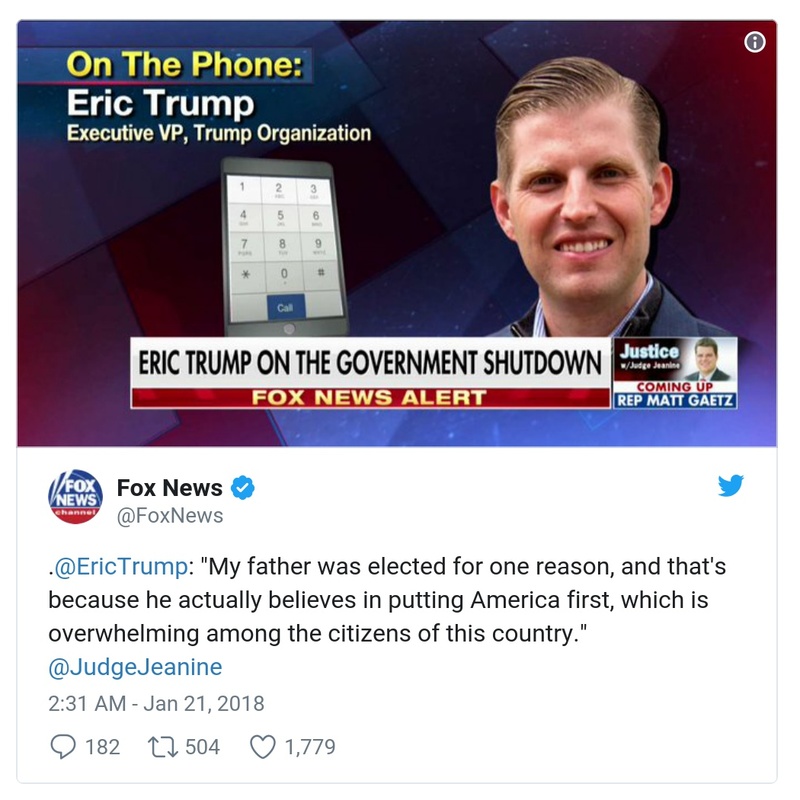 On The Phone:
Eric Trump
Executive VP, Trump Organization
1 2 3
4 5 6
7 8 9
* 0 #
Call
ERIC TRUMP ON THE GOVERNMENT SHUTDOWN
FOX NEWS ALERT
Justice
w/Judge Jeanine
COMING UP
REP MATT GAETZ
FOX
NEWS
channel
Fox News
@FoxNews
.@EricTrump: "My father was elected for one reason, and that's
because he actually believes in putting America first, which is
overwhelming among the citizens of this country."
@JudgeJeanine
2:31 AM - Jan 21, 2018
182 504 1,779